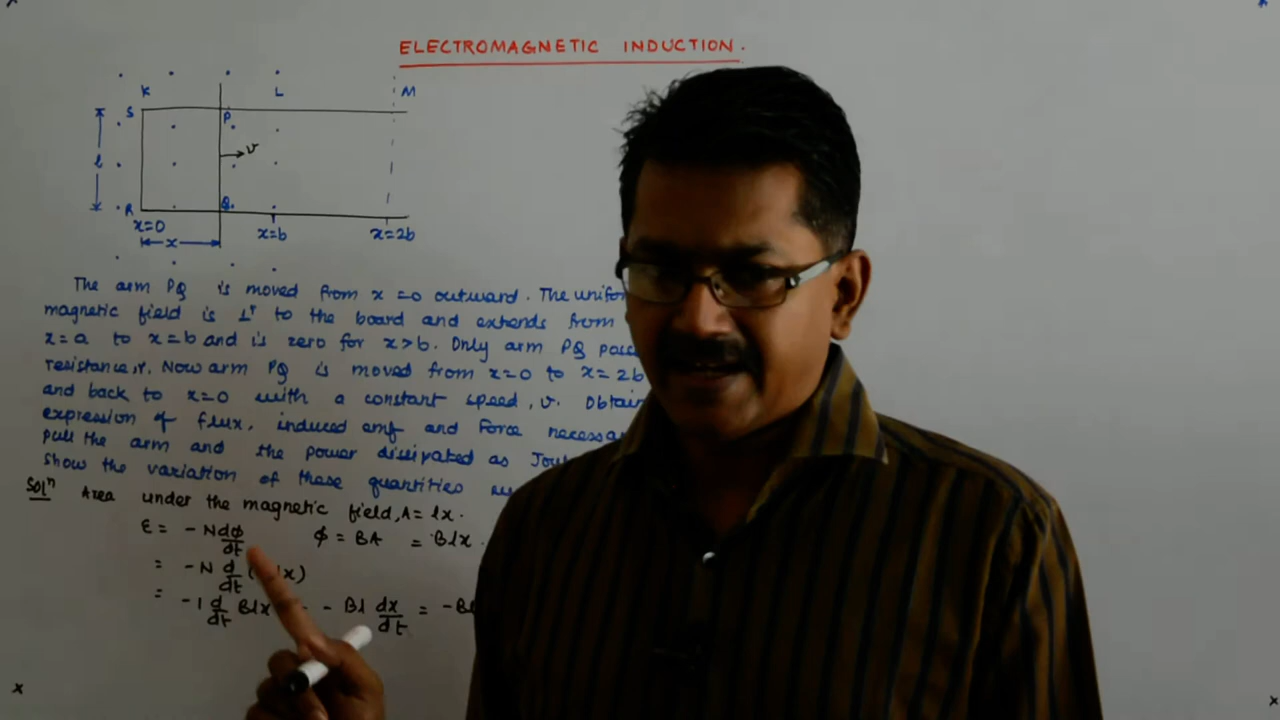 ELECTROMAGNETIC INDUCTION.
K L M
S P
l v
R Q
x=0 x=b x=2b
x
The arm PQ is moved from x=0 outward. The
magnetic field is ⊥r to the board and extends from
x=a to x=b and is zero for x>b. Only arm PQ
resistance, r. Now arm PQ is moved from x=0 to x=2b
and back to x=0 with a constant speed, v. Obtain
expression of flux, induced emf and Force
pull the arm and the power dissipated as
Show the variation of these quantities
Solⁿ Area under the magnetic field, A= lx.
ε = -N dφ/dt φ = BA = Blx.
= -N d/dt ( lx)
= -1 d/dt Blx - Bl dx/dt =